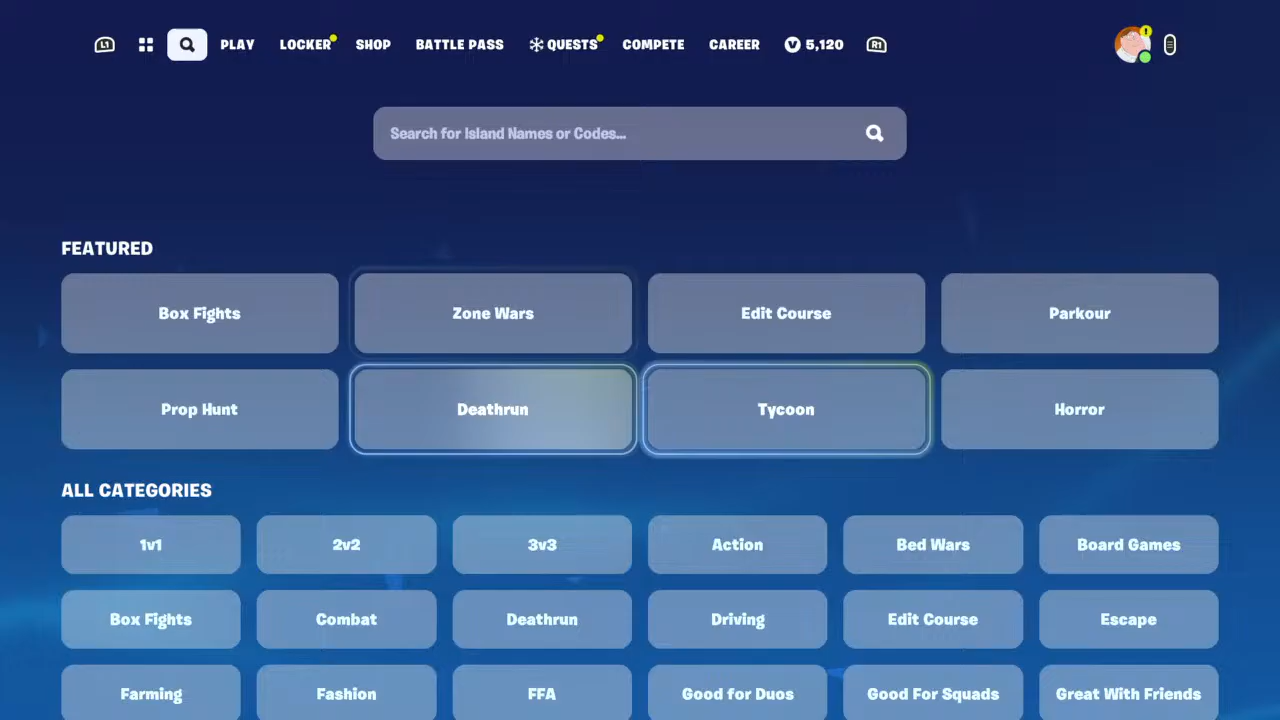 L1 PLAY LOCKER SHOP BATTLE PASS QUESTS COMPETE CAREER V 5,120 R1 !
Search for Island Names or Codes...
FEATURED
Box Fights Zone Wars Edit Course Parkour
Prop Hunt Deathrun Tycoon Horror
ALL CATEGORIES
1v1 2v2 3v3 Action Bed Wars Board Games
Box Fights Combat Deathrun Driving Edit Course Escape
Farming Fashion FFA Good for Duos Good For Squads Great With Friends